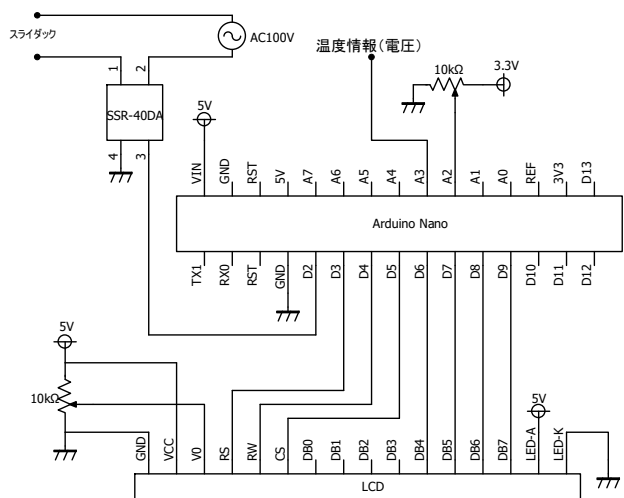 スライダック
AC100V
1
2
SSR-40DA
4
3
温度情報(電圧)
10kΩ
3.3V
5V
VIN
GND
RST
5V
A7
A6
A5
A4
A3
A2
A1
A0
REF
3V3
D13
Arduino Nano
TX1
RX0
RST
GND
D2
D3
D4
D5
D6
D7
D8
D9
D10
D11
D12
5V
10kΩ
5V
GND
VCC
V0
RS
RW
CS
DB0
DB1
DB2
DB3
DB4
DB5
DB6
DB7
LED-A
LED-K
LCD